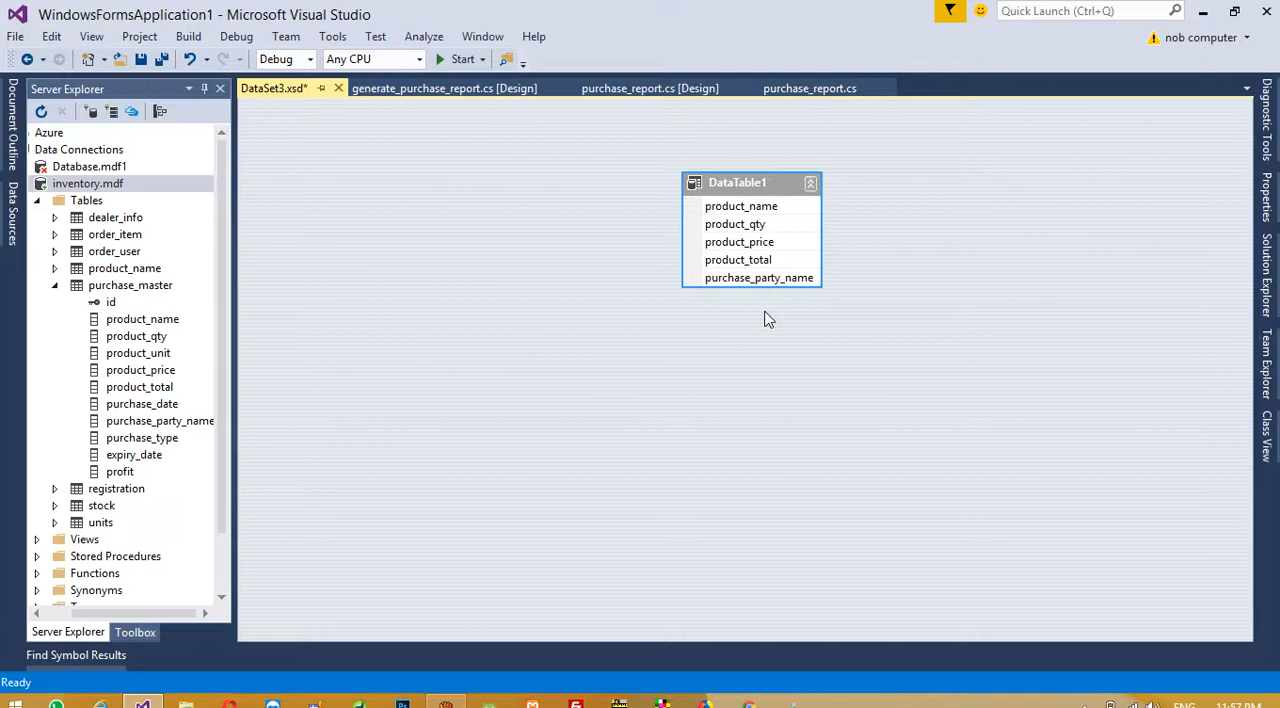 WindowsFormsApplication1 - Microsoft Visual Studio
Quick Launch (Ctrl+Q)
File Edit View Project Build Debug Team Tools Test Analyze Window Help
nob computer
Debug Any CPU Start
Server Explorer
DataSet3.xsd* generate_purchase_report.cs [Design] purchase_report.cs [Design] purchase_report.cs
Azure
Data Connections
Database.mdf1
inventory.mdf
Tables
dealer_info
order_item
order_user
product_name
purchase_master
id
product_name
product_qty
product_unit
product_price
product_total
purchase_date
purchase_party_name
purchase_type
expiry_date
profit
registration
stock
units
Views
Stored Procedures
Functions
Synonyms
DataTable1
product_name
product_qty
product_price
product_total
purchase_party_name
Document Outline
Data Sources
Diagnostic Tools
Properties
Solution Explorer
Team Explorer
Class View
Server Explorer Toolbox
Find Symbol Results
Ready
ENG 11:57 PM